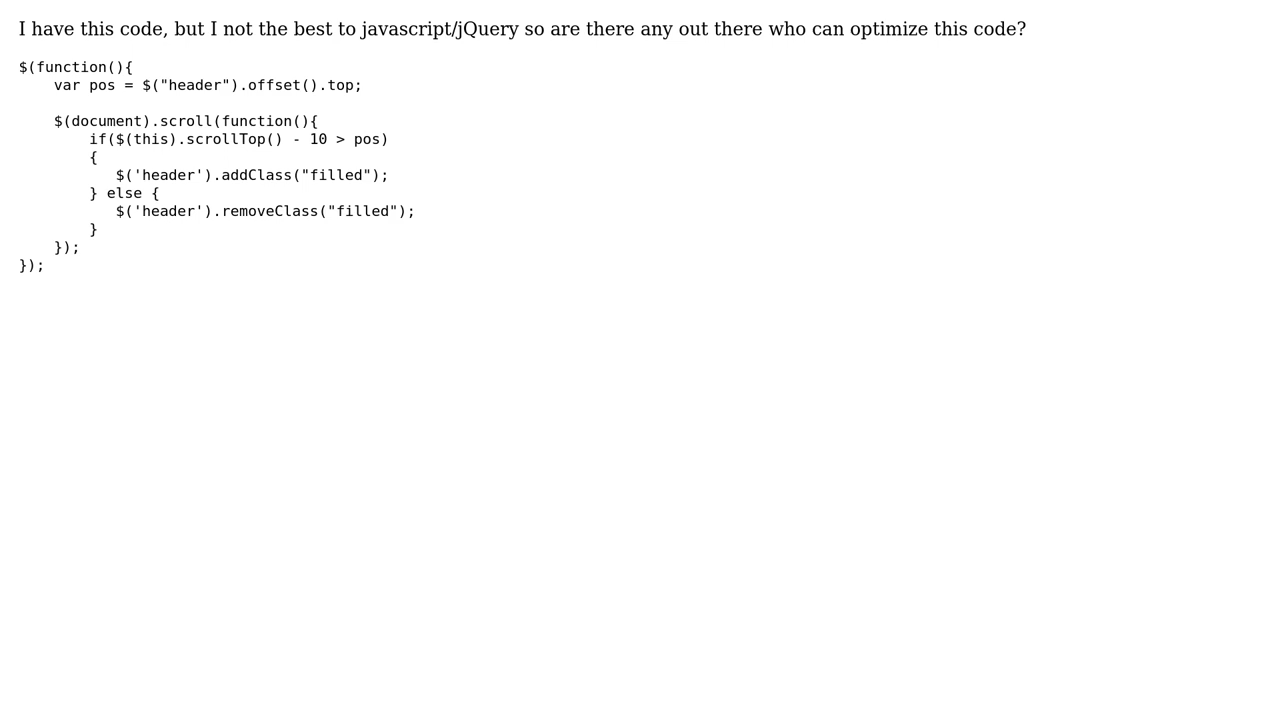 I have this code, but I not the best to javascript/jQuery so are there any out there who can optimize this code?
$(function(){
    var pos = $("header").offset().top;

    $(document).scroll(function(){
        if($(this).scrollTop() - 10 > pos)
        {
           $('header').addClass("filled");
        } else {
           $('header').removeClass("filled");
        }
    });
});